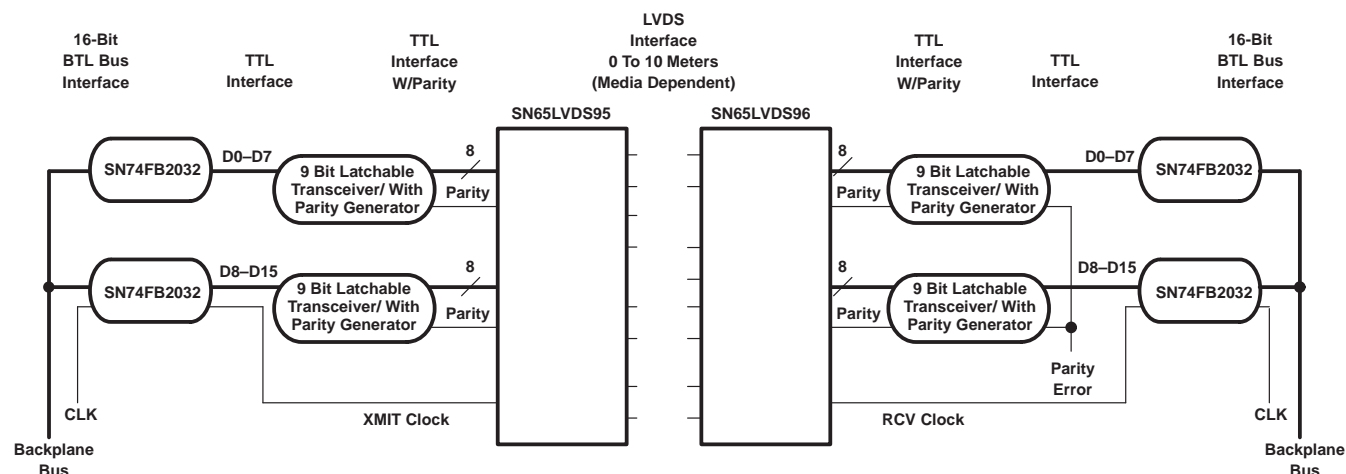 LVDS
Interface
0 To 10 Meters
(Media Dependent)
16-Bit
BTL Bus
Interface
TTL
Interface
TTL
Interface
W/Parity
TTL
Interface
W/Parity
TTL
Interface
16-Bit
BTL Bus
Interface
SN65LVDS95
SN65LVDS96
SN74FB2032
D0–D7
9 Bit Latchable
Transceiver/ With
Parity Generator
8
Parity
8
Parity
9 Bit Latchable
Transceiver/ With
Parity Generator
D0–D7
SN74FB2032
SN74FB2032
D8–D15
9 Bit Latchable
Transceiver/ With
Parity Generator
8
Parity
8
Parity
9 Bit Latchable
Transceiver/ With
Parity Generator
D8–D15
SN74FB2032
Parity
Error
CLK
XMIT Clock
RCV Clock
CLK
Backplane
Bus
Backplane
Bus